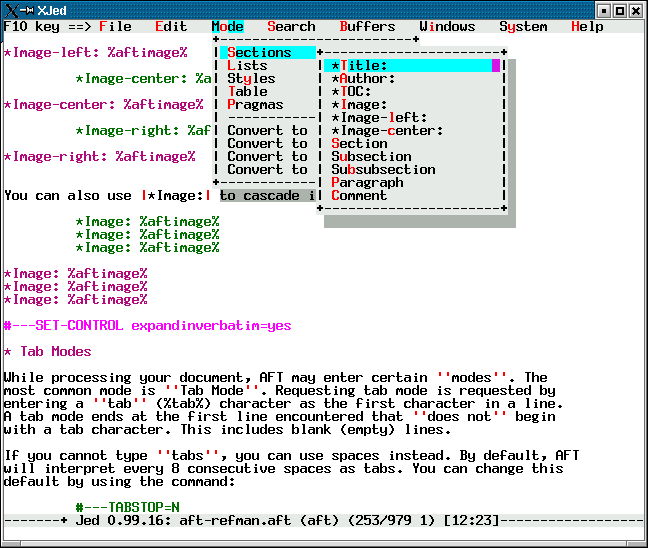 XJed
F10 key ==> File Edit Mode Search Buffers Windows System Help
*Image-left: %aftimage%
*Image-center: %a
*Image-center: %aftimage%
*Image-right: %af
*Image-right: %aftimage%
You can also use |*Image:| to cascade i
*Image: %aftimage%
*Image: %aftimage%
*Image: %aftimage%
*Image: %aftimage%
*Image: %aftimage%
*Image: %aftimage%
#---SET-CONTROL expandinverbatim=yes
* Tab Modes
While processing your document, AFT may enter certain ''modes''. The
most common mode is ''Tab Mode''. Requesting tab mode is requested by
entering a ''tab'' (%tab%) character as the first character in a line.
A tab mode ends at the first line encountered that ''does not'' begin
with a tab character. This includes blank (empty) lines.
If you cannot type ''tabs'', you can use spaces instead. By default, AFT
will interpret every 8 consecutive spaces as tabs. You can change this
default by using the command:
#---TABSTOP=N
-------+ Jed 0.99.16: aft-refman.aft (aft) (253/979 1) [12:23]----------------
Sections
Lists
Styles
Table
Pragmas
Convert to
Convert to
Convert to
Convert to
*Title:
*Author:
*TOC:
*Image:
*Image-left:
*Image-center:
Section
Subsection
Subsubsection
Paragraph
Comment